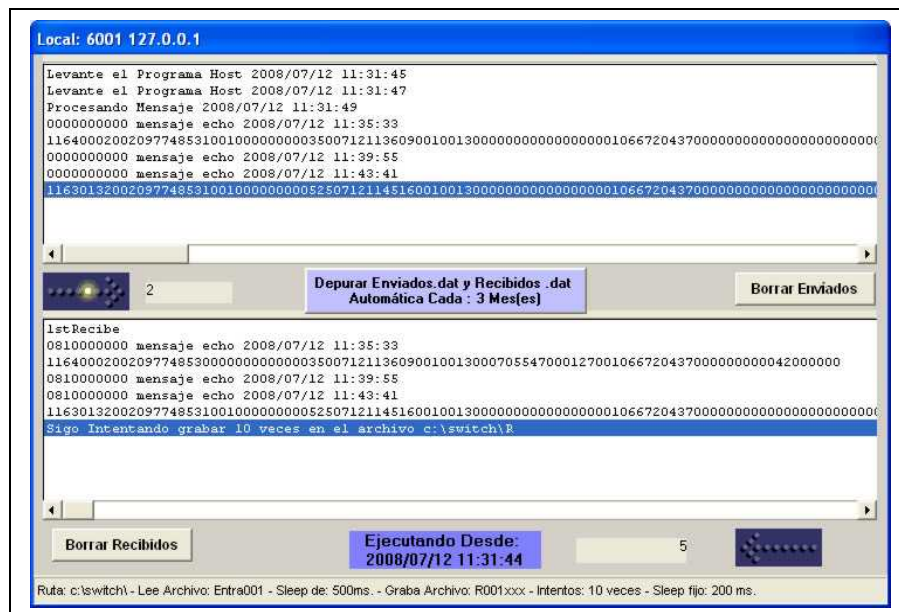 Local: 6001 127.0.0.1
Levante el Programa Host 2008/07/12 11:31:45
Levante el Programa Host 2008/07/12 11:31:47
Procesando Mensaje 2008/07/12 11:31:49
0000000000 mensaje echo 2008/07/12 11:35:33
1164000200209774853100100000000035007121136090010013000000000000000000106672043700000000000000000000000
0000000000 mensaje echo 2008/07/12 11:39:55
0000000000 mensaje echo 2008/07/12 11:43:41
1163013200209774853100100000000052507121145160010013000000000000000000106672043700000000000000000000000
2
Depurar Enviados.dat y Recibidos .dat
Automática Cada : 3 Mes(es)
Borrar Enviados
lstRecibe
0810000000 mensaje echo 2008/07/12 11:35:33
116400020020977485300000000000003500712113609001001300070554700012700106672043700000000004200000​0
0810000000 mensaje echo 2008/07/12 11:39:55
0810000000 mensaje echo 2008/07/12 11:43:41
1163013200209774853100100000000052507121145160010013000000000000000000106672043700000000000000000000000
Sigo Intentando grabar 10 veces en el archivo c:\switch\R
Borrar Recibidos
Ejecutando Desde:
2008/07/12 11:31:44
5
Ruta: c:\switch\ - Lee Archivo: Entra001 - Sleep de: 500ms. - Graba Archivo: R001xxx - Intentos: 10 veces - Sleep fijo: 200 ms.